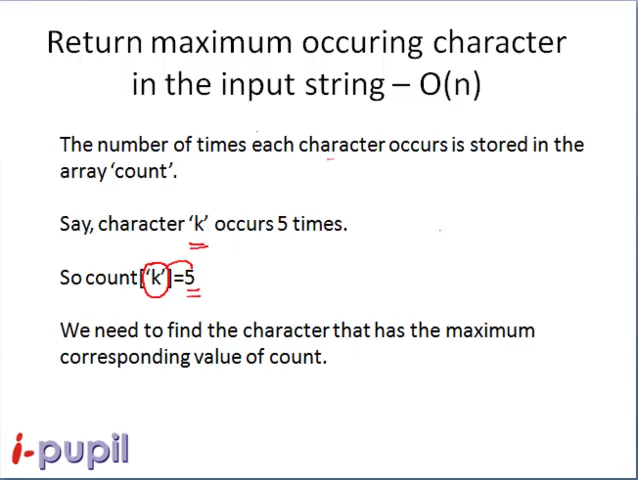 Return maximum occuring character
in the input string – O(n)
The number of times each character occurs is stored in the
array ‘count’.
Say, character ‘k’ occurs 5 times.
So count[‘k’]=5
We need to find the character that has the maximum
corresponding value of count.
i-pupil